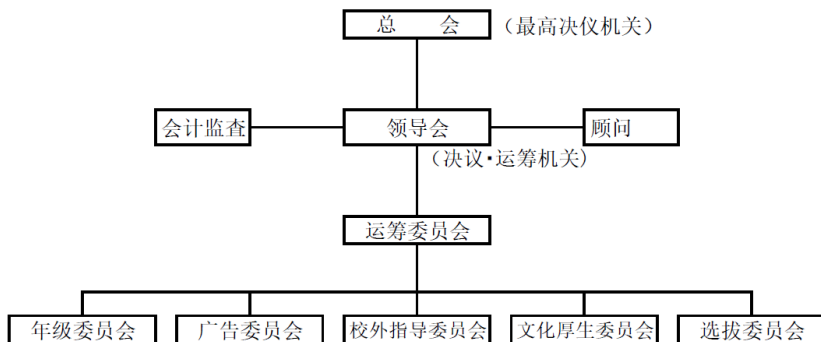 总 会 （最高决仪机关）
会计监查 领导会 顾问
（决议·运筹机关）
运筹委员会
年级委员会 广告委员会 校外指导委员会 文化厚生委员会 选拔委员会